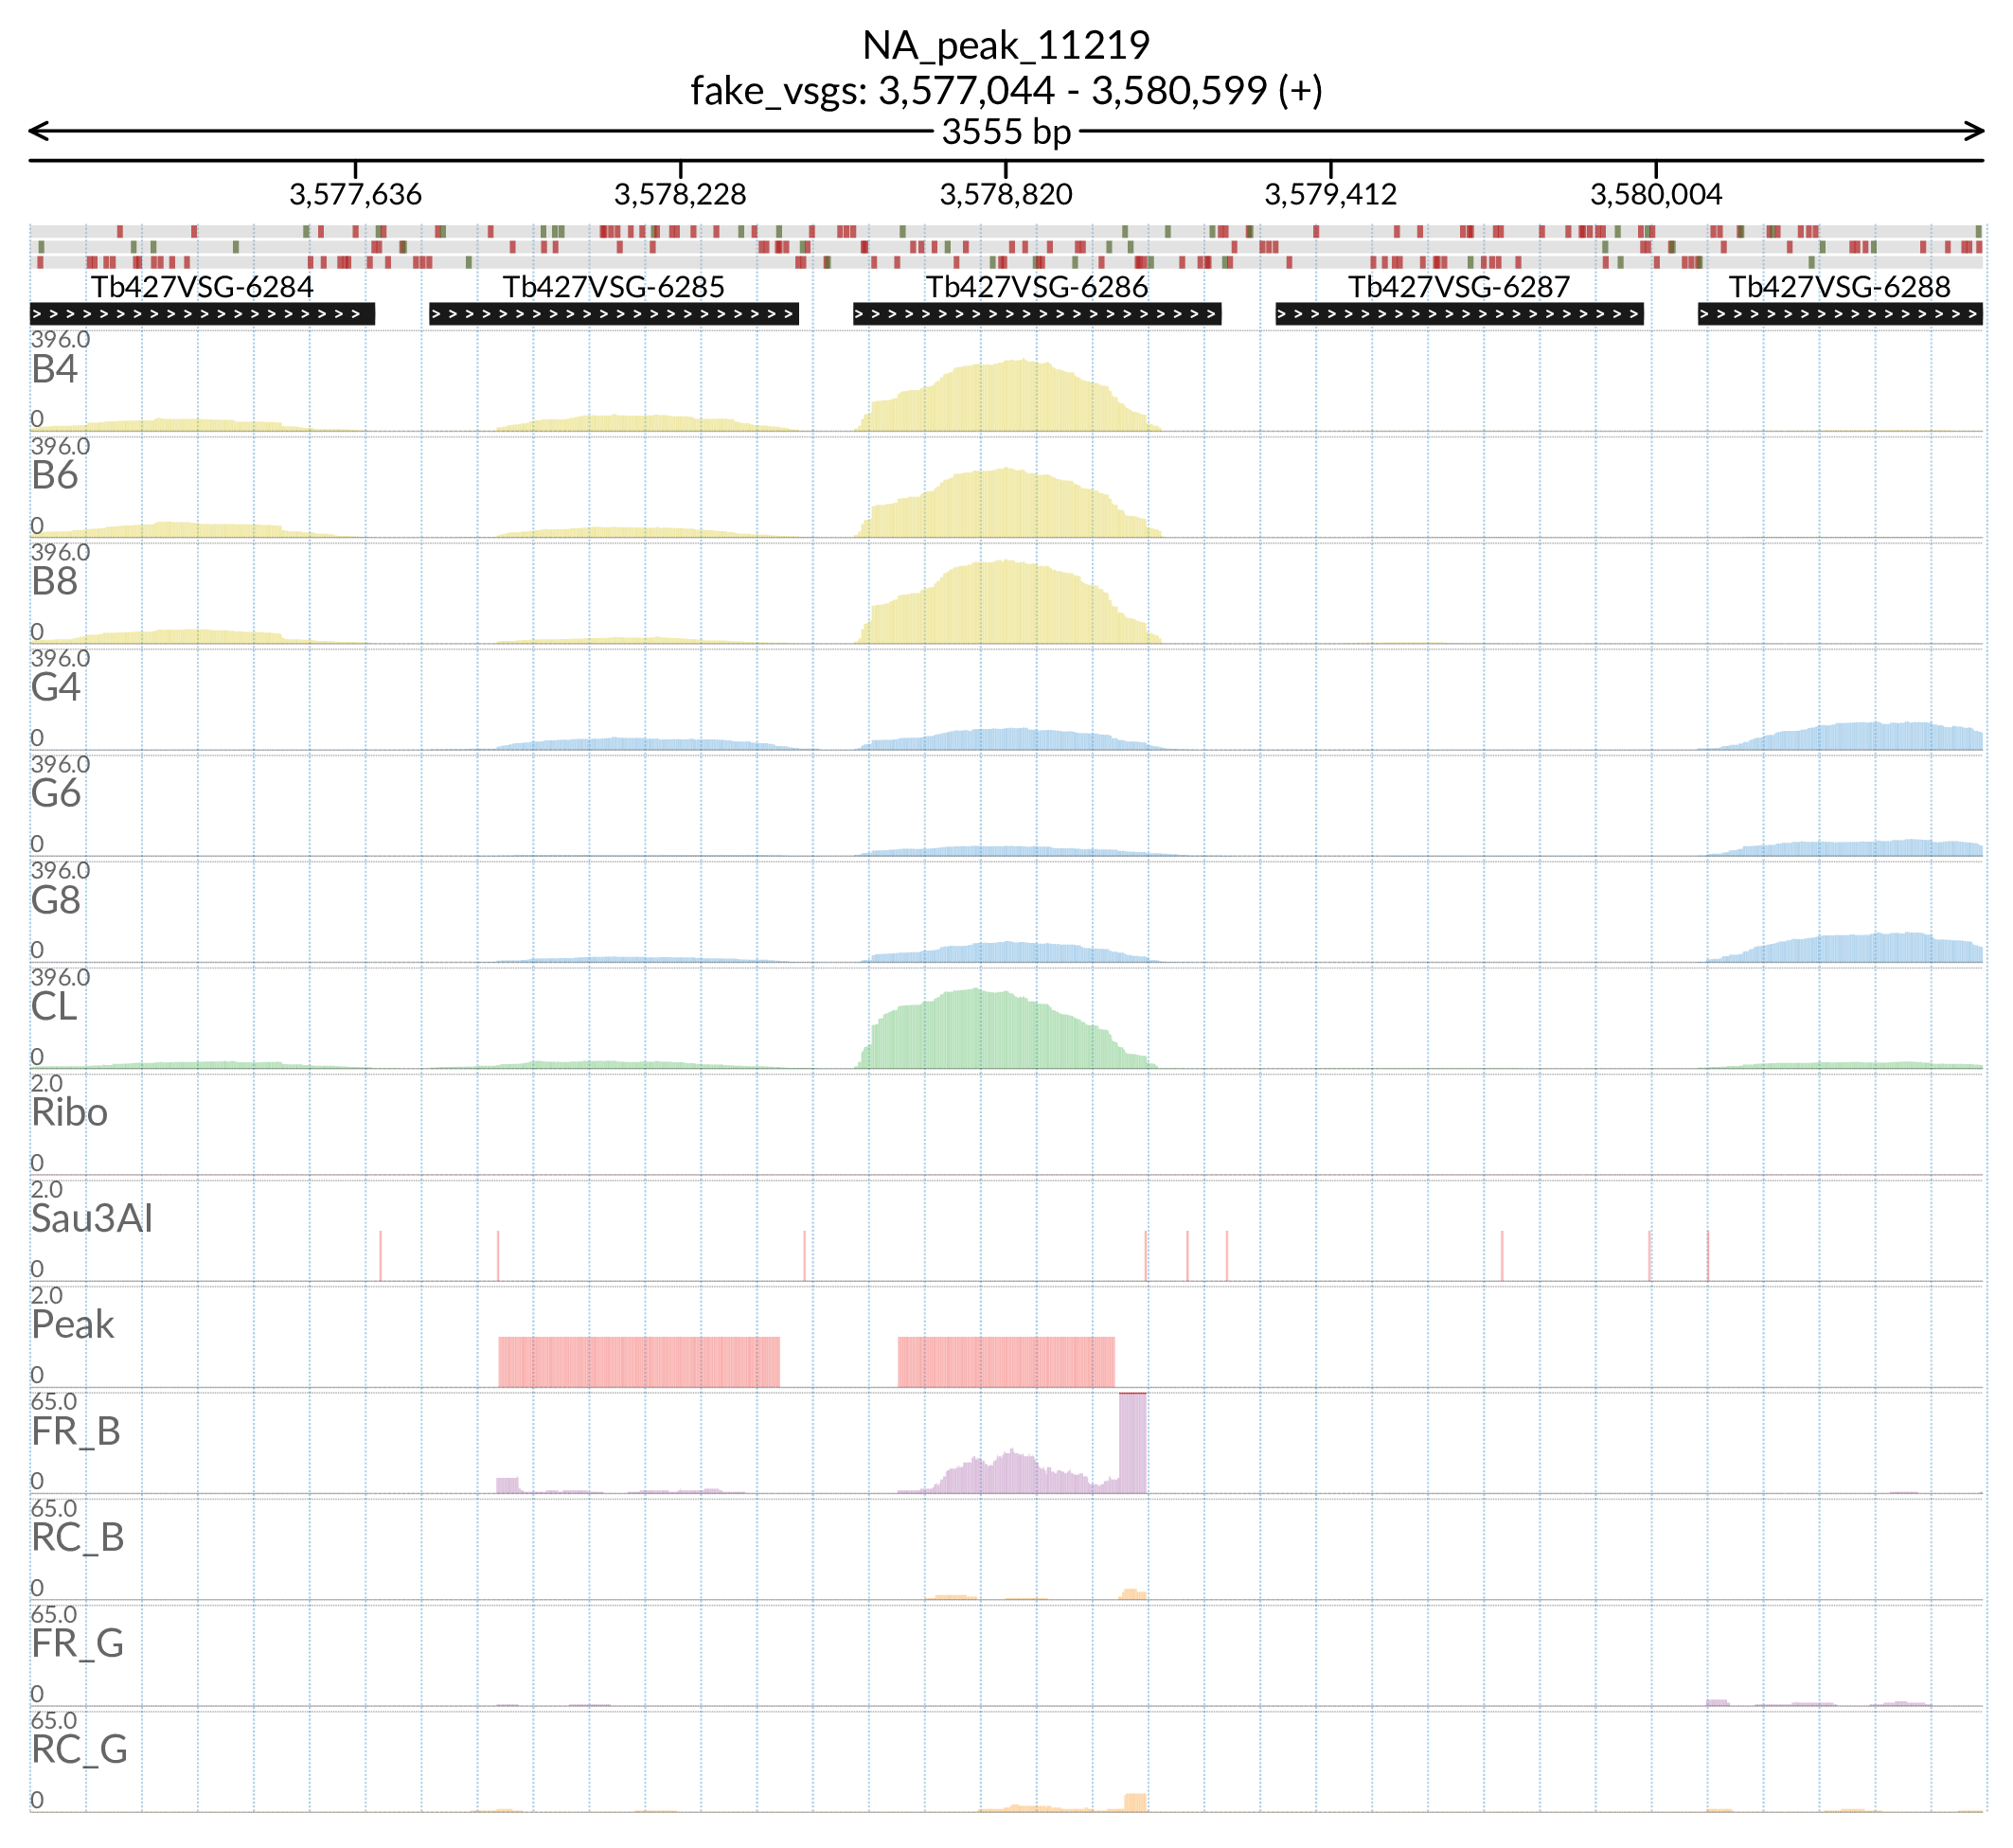 NA_peak_11219
fake_vsgs: 3,577,044 - 3,580,599 (+)
3555 bp
3,577,636 3,578,228 3,578,820 3,579,412 3,580,004
Tb427VSG-6284 Tb427VSG-6285 Tb427VSG-6286 Tb427VSG-6287 Tb427VSG-6288
396.0
B4
0
396.0
B6
0
396.0
B8
0
396.0
G4
0
396.0
G6
0
396.0
G8
0
396.0
CL
0
2.0
Ribo
0
2.0
Sau3AI
0
2.0
Peak
0
65.0
FR_B
0
65.0
RC_B
0
65.0
FR_G
0
65.0
RC_G
0